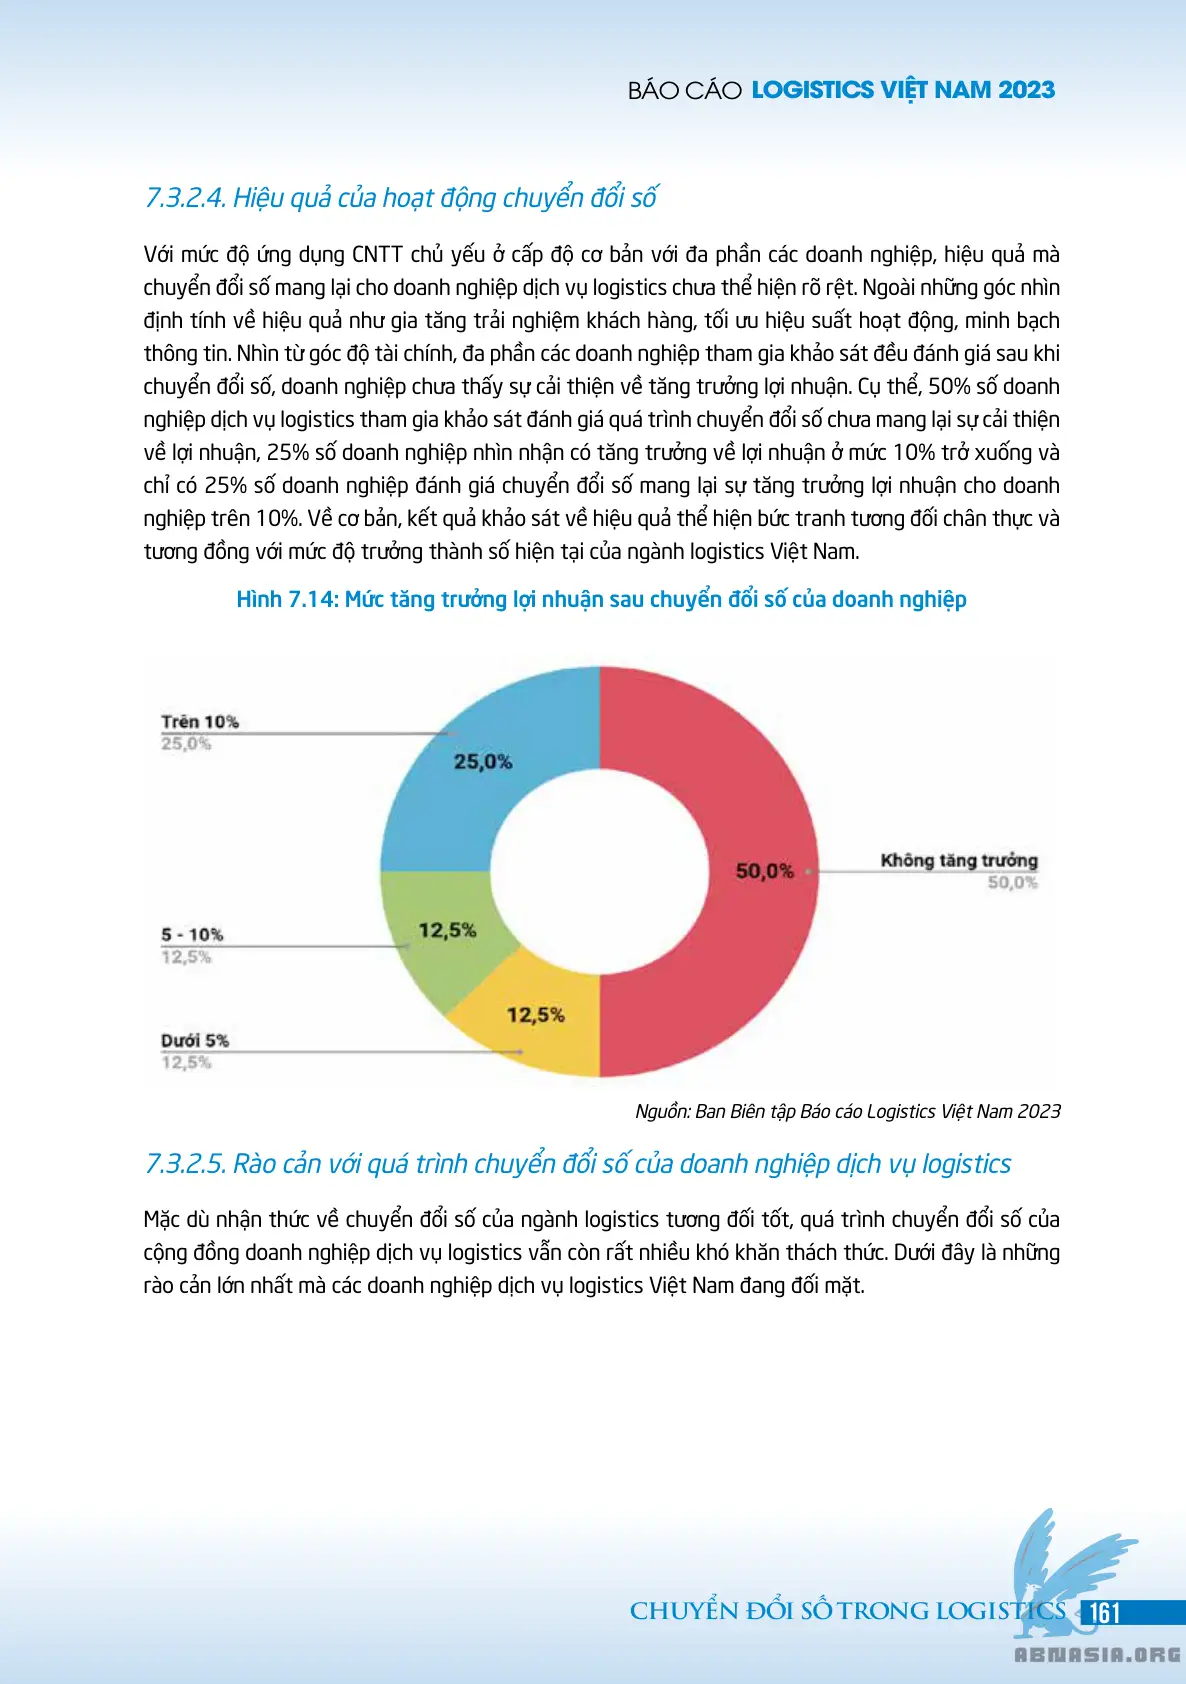 BÁO CÁO LOGISTICS VIỆT NAM 2023
7.3.2.4. Hiệu quả của hoạt động chuyển đổi số
Với mức độ ứng dụng CNTT chủ yếu ở cấp độ cơ bản với đa phần các doanh nghiệp, hiệu quả mà
chuyển đổi số mang lại cho doanh nghiệp dịch vụ logistics chưa thể hiện rõ rệt. Ngoài những góc nhìn
định tính về hiệu quả như gia tăng trải nghiệm khách hàng, tối ưu hiệu suất hoạt động, minh bạch
thông tin. Nhìn từ góc độ tài chính, đa phần các doanh nghiệp tham gia khảo sát đều đánh giá sau khi
chuyển đổi số, doanh nghiệp chưa thấy sự cải thiện về tăng trưởng lợi nhuận. Cụ thể, 50% số doanh
nghiệp dịch vụ logistics tham gia khảo sát đánh giá quá trình chuyển đổi số chưa mang lại sự cải thiện
về lợi nhuận, 25% số doanh nghiệp nhìn nhận có tăng trưởng về lợi nhuận ở mức 10% trở xuống và
chỉ có 25% số doanh nghiệp đánh giá chuyển đổi số mang lại sự tăng trưởng lợi nhuận cho doanh
nghiệp trên 10%. Về cơ bản, kết quả khảo sát về hiệu quả thể hiện bức tranh tương đối chân thực và
tương đồng với mức độ trưởng thành số hiện tại của ngành logistics Việt Nam.
Hình 7.14: Mức tăng trưởng lợi nhuận sau chuyển đổi số của doanh nghiệp
Trên 10%
25,0%
25,0%
50,0%
Không tăng trưởng
50,0%
5 - 10%
12,5%
12,5%
12,5%
Dưới 5%
12,5%
Nguồn: Ban Biên tập Báo cáo Logistics Việt Nam 2023
7.3.2.5. Rào cản với quá trình chuyển đổi số của doanh nghiệp dịch vụ logistics
Mặc dù nhận thức về chuyển đổi số của ngành logistics tương đối tốt, quá trình chuyển đổi số của
cộng đồng doanh nghiệp dịch vụ logistics vẫn còn rất nhiều khó khăn thách thức. Dưới đây là những
rào cản lớn nhất mà các doanh nghiệp dịch vụ logistics Việt Nam đang đối mặt.
CHUYỂN ĐỔI SỐ TRONG LOGISTICS 161
ABMASIA.ORG